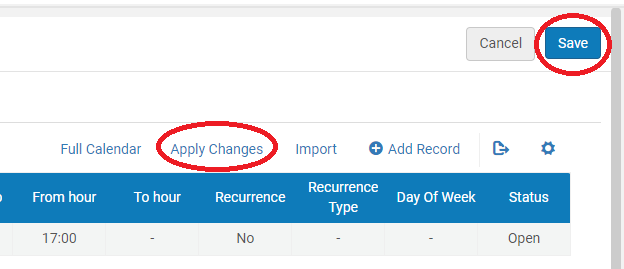 Cancel Save
Full Calendar Apply Changes Import Add Record
From hour To hour Recurrence Recurrence Type Day Of Week Status
17:00 - No - - Open